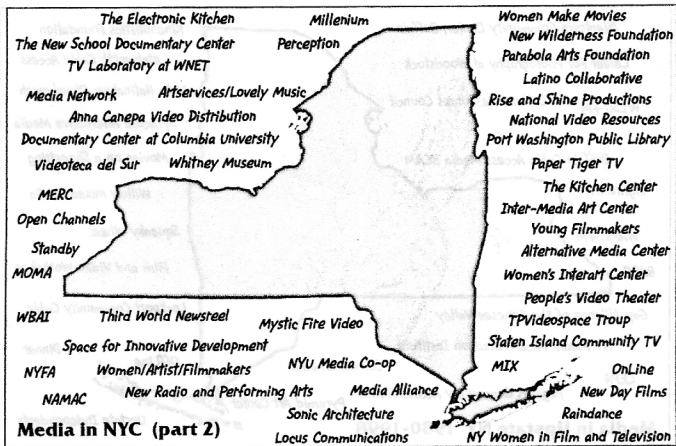 The Electronic Kitchen
Millenium
Women Make Movies
New Wilderness Foundation
The New School Documentary Center
Perception
Parabola Arts Foundation
TV Laboratory at WNET
Latino Collaborative
Media Network
Artservices/Lovely Music
Rise and Shine Productions
Anna Canepa Video Distribution
National Video Resources
Documentary Center at Columbia University
Port Washington Public Library
Videoteca del Sur
Whitney Museum
Paper Tiger TV
MERC
The Kitchen Center
Open Channels
Inter-Media Art Center
Young Filmmakers
Standby
Alternative Media Center
MOMA
Women's Interart Center
People's Video Theater
WBAI
Third World Newsreel
Mystic Fire Video
TPVideospace Troup
Space for Innovative Development
Staten Island Community TV
NYFA
Women/Artist/Filmmakers
NYU Media Co-op
MIX
OnLine
NAMAC
New Radio and Performing Arts
Media Alliance
New Day Films
Sonic Architecture
Raindance
Media in NYC (part 2)
Locus Communications
NY Women in Film and Television